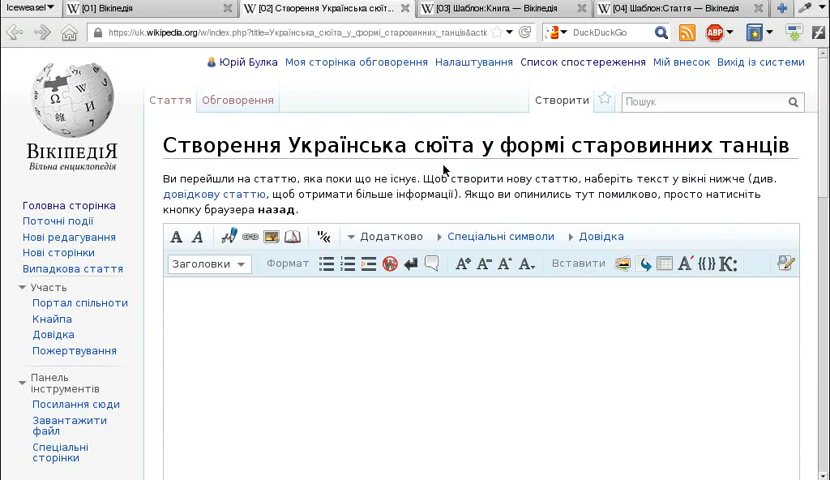 Iceweasel
[01] Вікіпедія
[02] Створення Українська сюїт...
[03] Шаблон:Книга — Вікіпедія
[04] Шаблон:Стаття — Вікіпедія
https://uk.wikipedia.org/w/index.php?title=Українська_сюїта_у_формі_старовинних_танців&acti
DuckDuckGo
ABP
Юрій Булка Моя сторінка обговорення Налаштування Список спостереження Мій внесок Вихід із системи
Стаття Обговорення Створити Пошук
ВІКІПЕДІЯ
Вільна енциклопедія
Створення Українська сюїта у формі старовинних танців
Ви перейшли на статтю, яка поки що не існує. Щоб створити нову статтю, наберіть текст у вікні нижче (див.
довідкову статтю, щоб отримати більше інформації). Якщо ви опинились тут помилково, просто натисніть
кнопку браузера назад.
Додатково Спеціальні символи Довідка
Заголовки Формат Вставити
Головна сторінка
Поточні події
Нові редагування
Нові сторінки
Випадкова стаття
Участь
Портал спільноти
Кнайпа
Довідка
Пожертвування
Панель
інструментів
Посилання сюди
Завантажити
файл
Спеціальні
сторінки